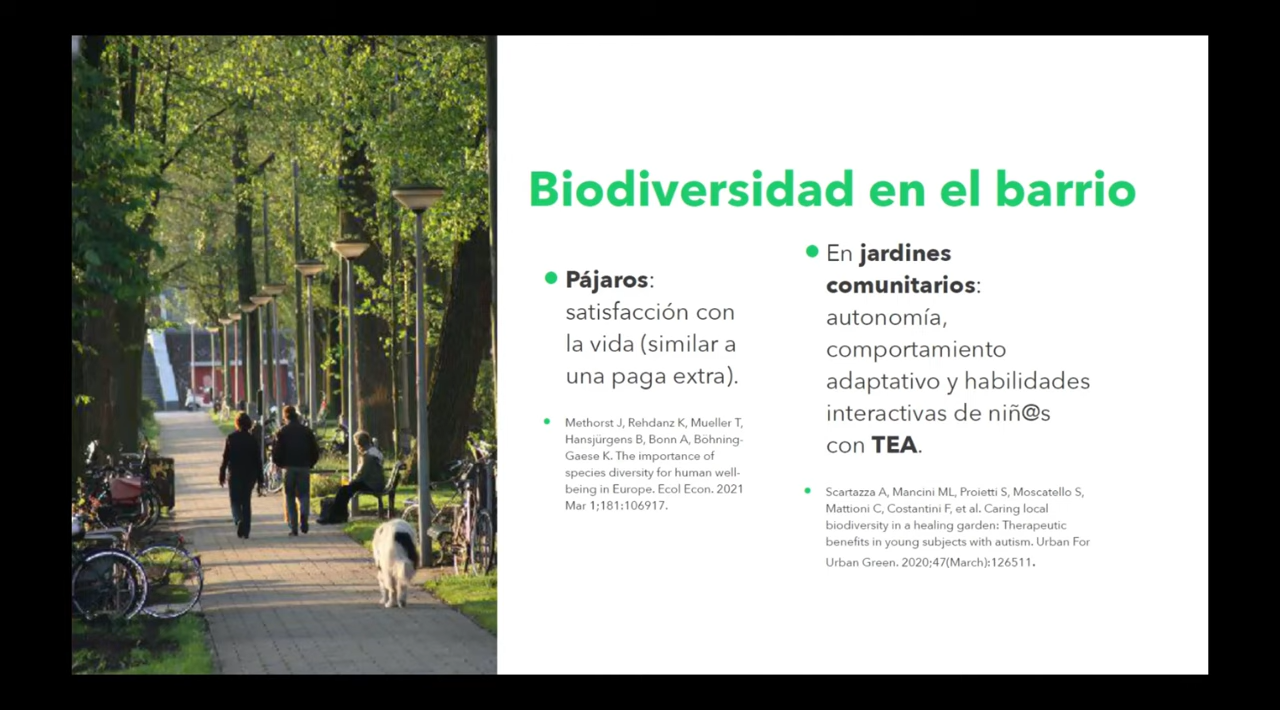 Biodiversidad en el barrio
Pájaros:
satisfacción con
la vida (similar a
una paga extra).
Methorst J, Rehdanz K, Mueller T,
Hansjürgens B, Bonn A, Böhning-
Gaese K. The importance of
species diversity for human well-
being in Europe. Ecol Econ. 2021
Mar 1;181:106917.
En jardines
comunitarios:
autonomía,
comportamiento
adaptativo y habilidades
interactivas de niñ@s
con TEA.
Scartazza A, Mancini ML, Proietti S, Moscatello S,
Mattioni C, Costantini F, et al. Caring local
biodiversity in a healing garden: Therapeutic
benefits in young subjects with autism. Urban For
Urban Green. 2020;47(March):126511.